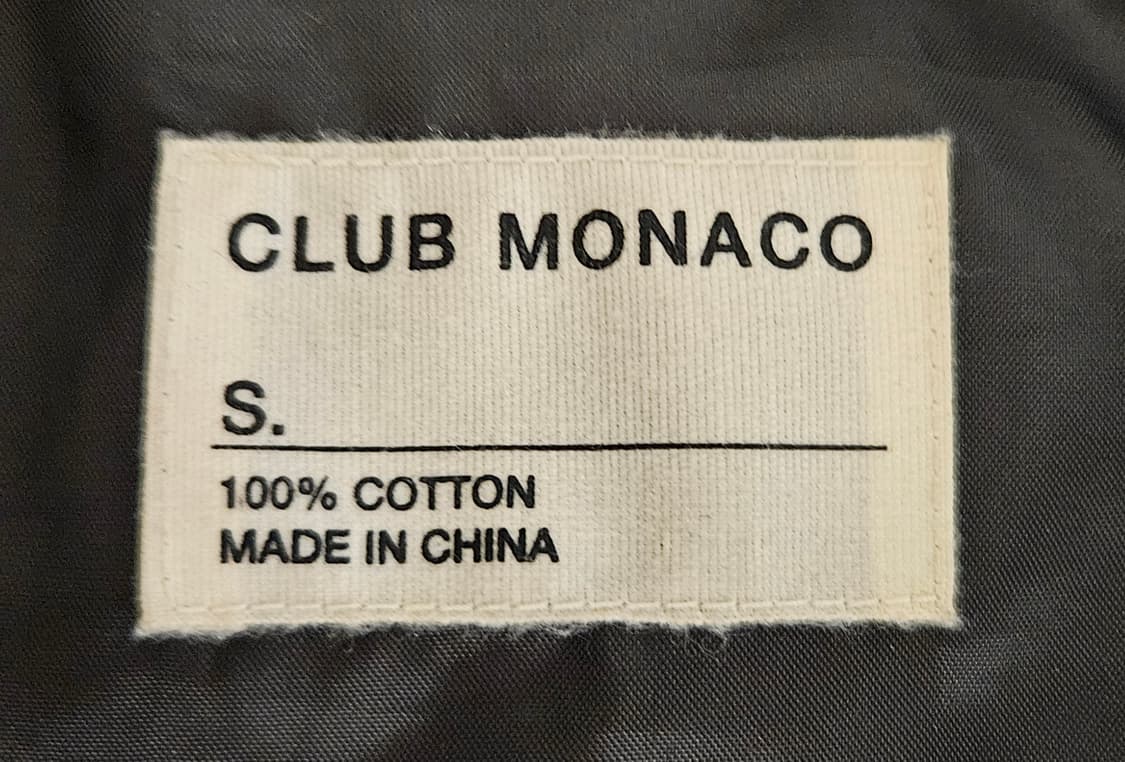 CLUB MONACO
S.
100% COTTON
MADE IN CHINA